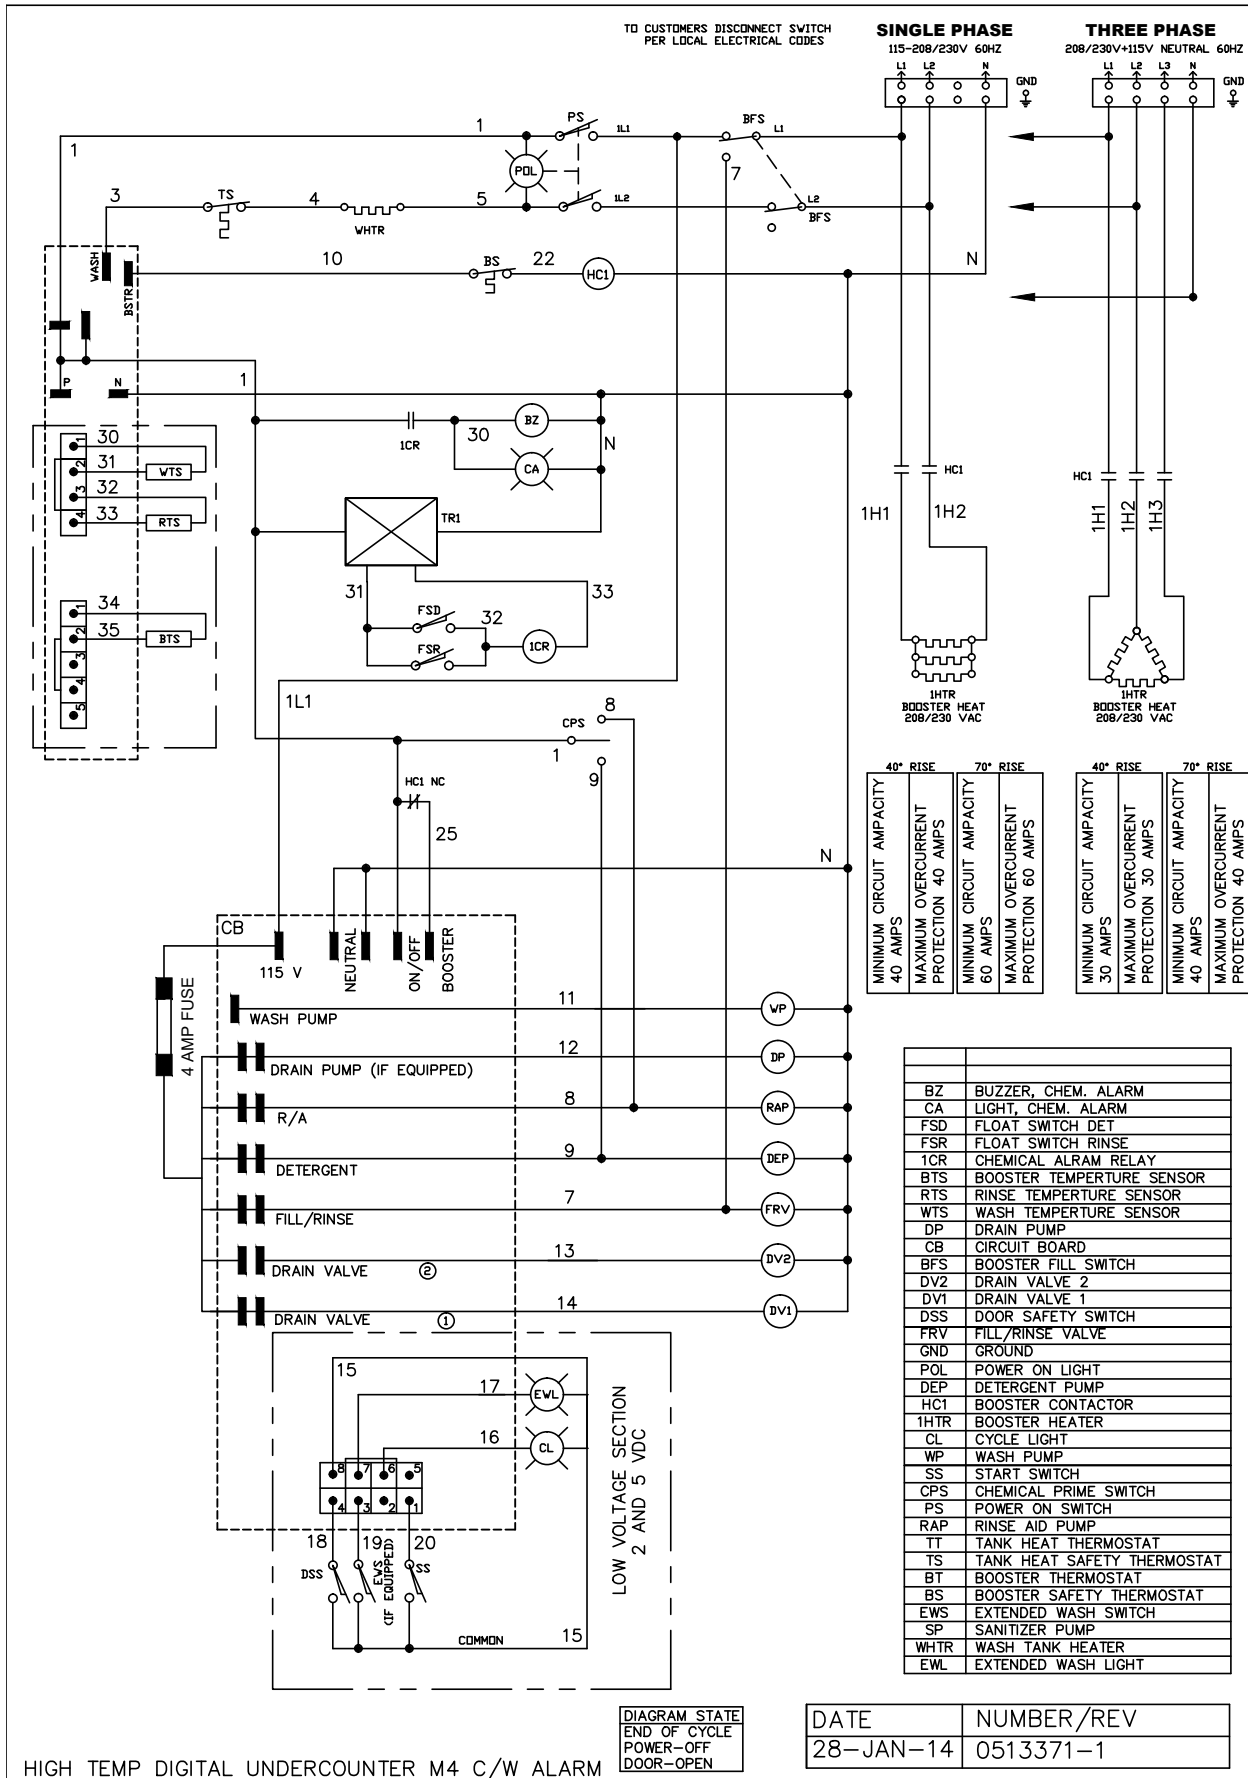 TO CUSTOMERS DISCONNECT SWITCH
PER LOCAL ELECTRICAL CODES
SINGLE PHASE
115-208/230V 60HZ
L1 L2 N
GND
THREE PHASE
208/230V+115V NEUTRAL 60HZ
L1 L2 L3 N
GND
1 1 PS 1L1 BFS L1
POL 7
3 TS 4 WHTR 5 1L2 L2 BFS
WASH
BSTR
10 BS 22 HC1 N
P N 1
1CR 30 BZ N
CA
30
31 WTS
32
33 RTS
1
2
3
4
TR1
31 33
FSD 32
FSR 1CR
34
35 BTS
1
2
3
4
5
HC1
1H1 1H2
1HTR
BOOSTER HEAT
208/230 VAC
HC1
1H1 1H2 1H3
1HTR
BOOSTER HEAT
208/230 VAC
1L1
CPS 8
1
9
HC1 NC
25
N
40° RISE 70° RISE
MINIMUM CIRCUIT AMPACITY
40 AMPS
MAXIMUM OVERCURRENT
PROTECTION 40 AMPS
MINIMUM CIRCUIT AMPACITY
60 AMPS
MAXIMUM OVERCURRENT
PROTECTION 60 AMPS
40° RISE 70° RISE
MINIMUM CIRCUIT AMPACITY
30 AMPS
MAXIMUM OVERCURRENT
PROTECTION 30 AMPS
MINIMUM CIRCUIT AMPACITY
40 AMPS
MAXIMUM OVERCURRENT
PROTECTION 40 AMPS
CB
115 V
NEUTRAL
ON/OFF
BOOSTER
4 AMP FUSE
WASH PUMP 11 WP
DRAIN PUMP (IF EQUIPPED) 12 DP
R/A 8 RAP
DETERGENT 9 DEP
FILL/RINSE 7 FRV
DRAIN VALVE 2 13 DV2
DRAIN VALVE 1 14 DV1
15
17 EWL
16 CL
8 7 6 5
4 3 2 1
18 19 20
DSS
EWS
(IF EQUIPPED)
SS
COMMON 15
LOW VOLTAGE SECTION
2 AND 5 VDC
BZ BUZZER, CHEM. ALARM
CA LIGHT, CHEM. ALARM
FSD FLOAT SWITCH DET
FSR FLOAT SWITCH RINSE
1CR CHEMICAL ALRAM RELAY
BTS BOOSTER TEMPERTURE SENSOR
RTS RINSE TEMPERTURE SENSOR
WTS WASH TEMPERTURE SENSOR
DP DRAIN PUMP
CB CIRCUIT BOARD
BFS BOOSTER FILL SWITCH
DV2 DRAIN VALVE 2
DV1 DRAIN VALVE 1
DSS DOOR SAFETY SWITCH
FRV FILL/RINSE VALVE
GND GROUND
POL POWER ON LIGHT
DEP DETERGENT PUMP
HC1 BOOSTER CONTACTOR
1HTR BOOSTER HEATER
CL CYCLE LIGHT
WP WASH PUMP
SS START SWITCH
CPS CHEMICAL PRIME SWITCH
PS POWER ON SWITCH
RAP RINSE AID PUMP
TT TANK HEAT THERMOSTAT
TS TANK HEAT SAFETY THERMOSTAT
BT BOOSTER THERMOSTAT
BS BOOSTER SAFETY THERMOSTAT
EWS EXTENDED WASH SWITCH
SP SANITIZER PUMP
WHTR WASH TANK HEATER
EWL EXTENDED WASH LIGHT
DIAGRAM STATE
END OF CYCLE
POWER-OFF
DOOR-OPEN
DATE NUMBER/REV
28-JAN-14 0513371-1
HIGH TEMP DIGITAL UNDERCOUNTER M4 C/W ALARM